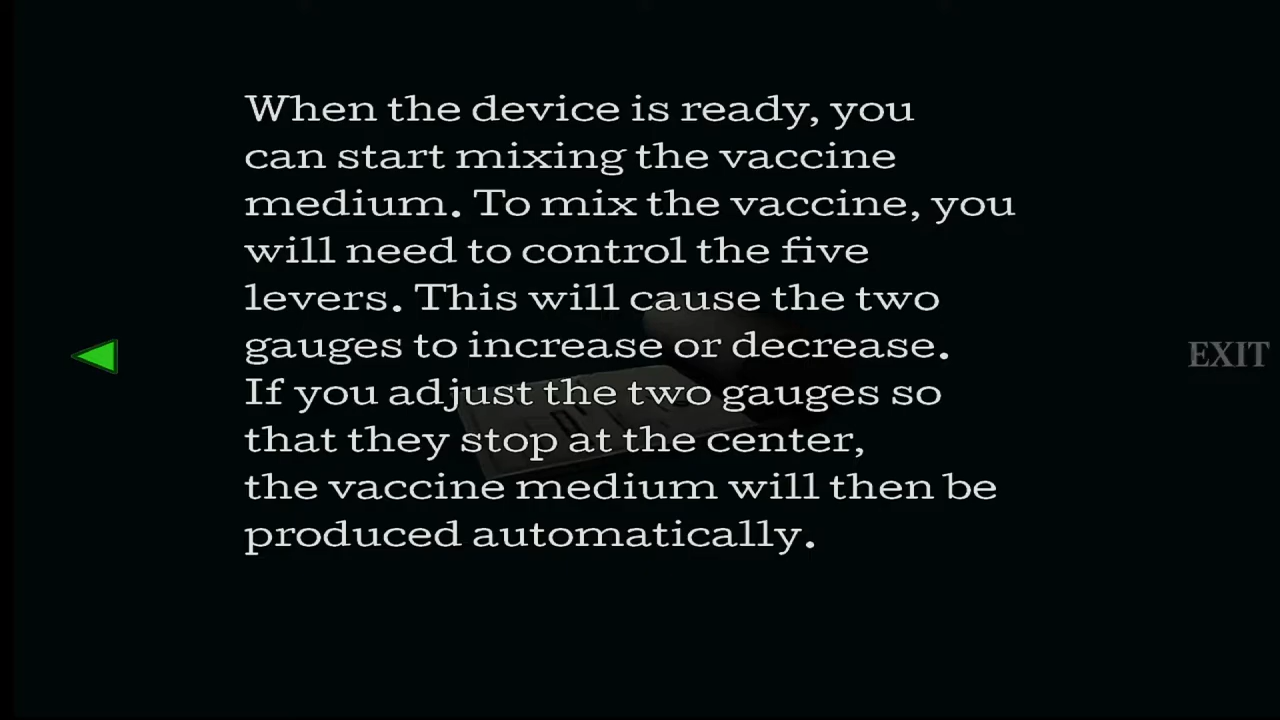 When the device is ready, you
can start mixing the vaccine
medium. To mix the vaccine, you
will need to control the five
levers. This will cause the two
gauges to increase or decrease.
If you adjust the two gauges so
that they stop at the center,
the vaccine medium will then be
produced automatically.
EXIT